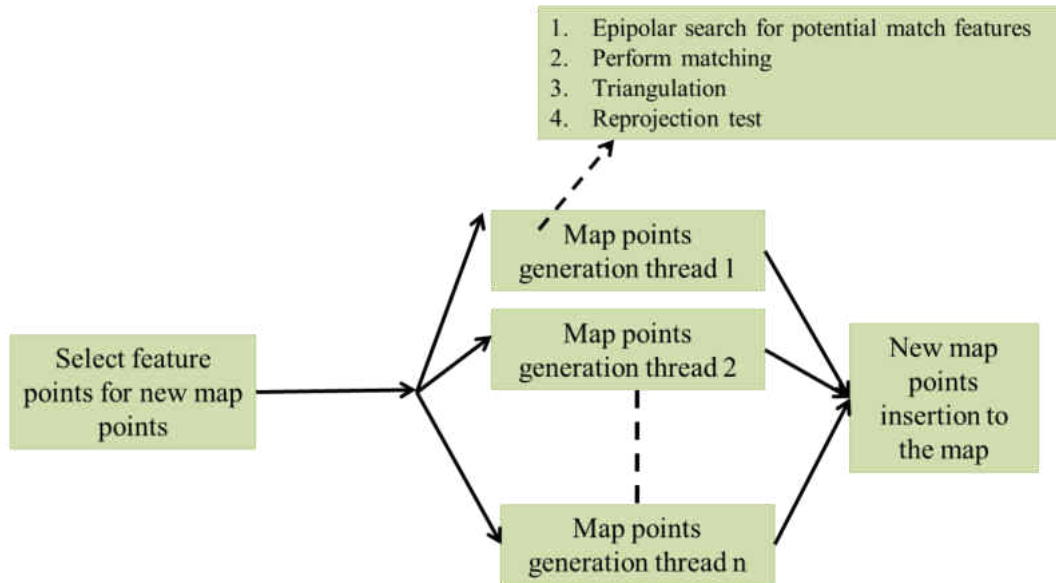 1. Epipolar search for potential match features
2. Perform matching
3. Triangulation
4. Reprojection test
Map points
generation thread 1
Map points
generation thread 2
Select feature
points for new map
points
New map
points
insertion to
the map
Map points
generation thread n